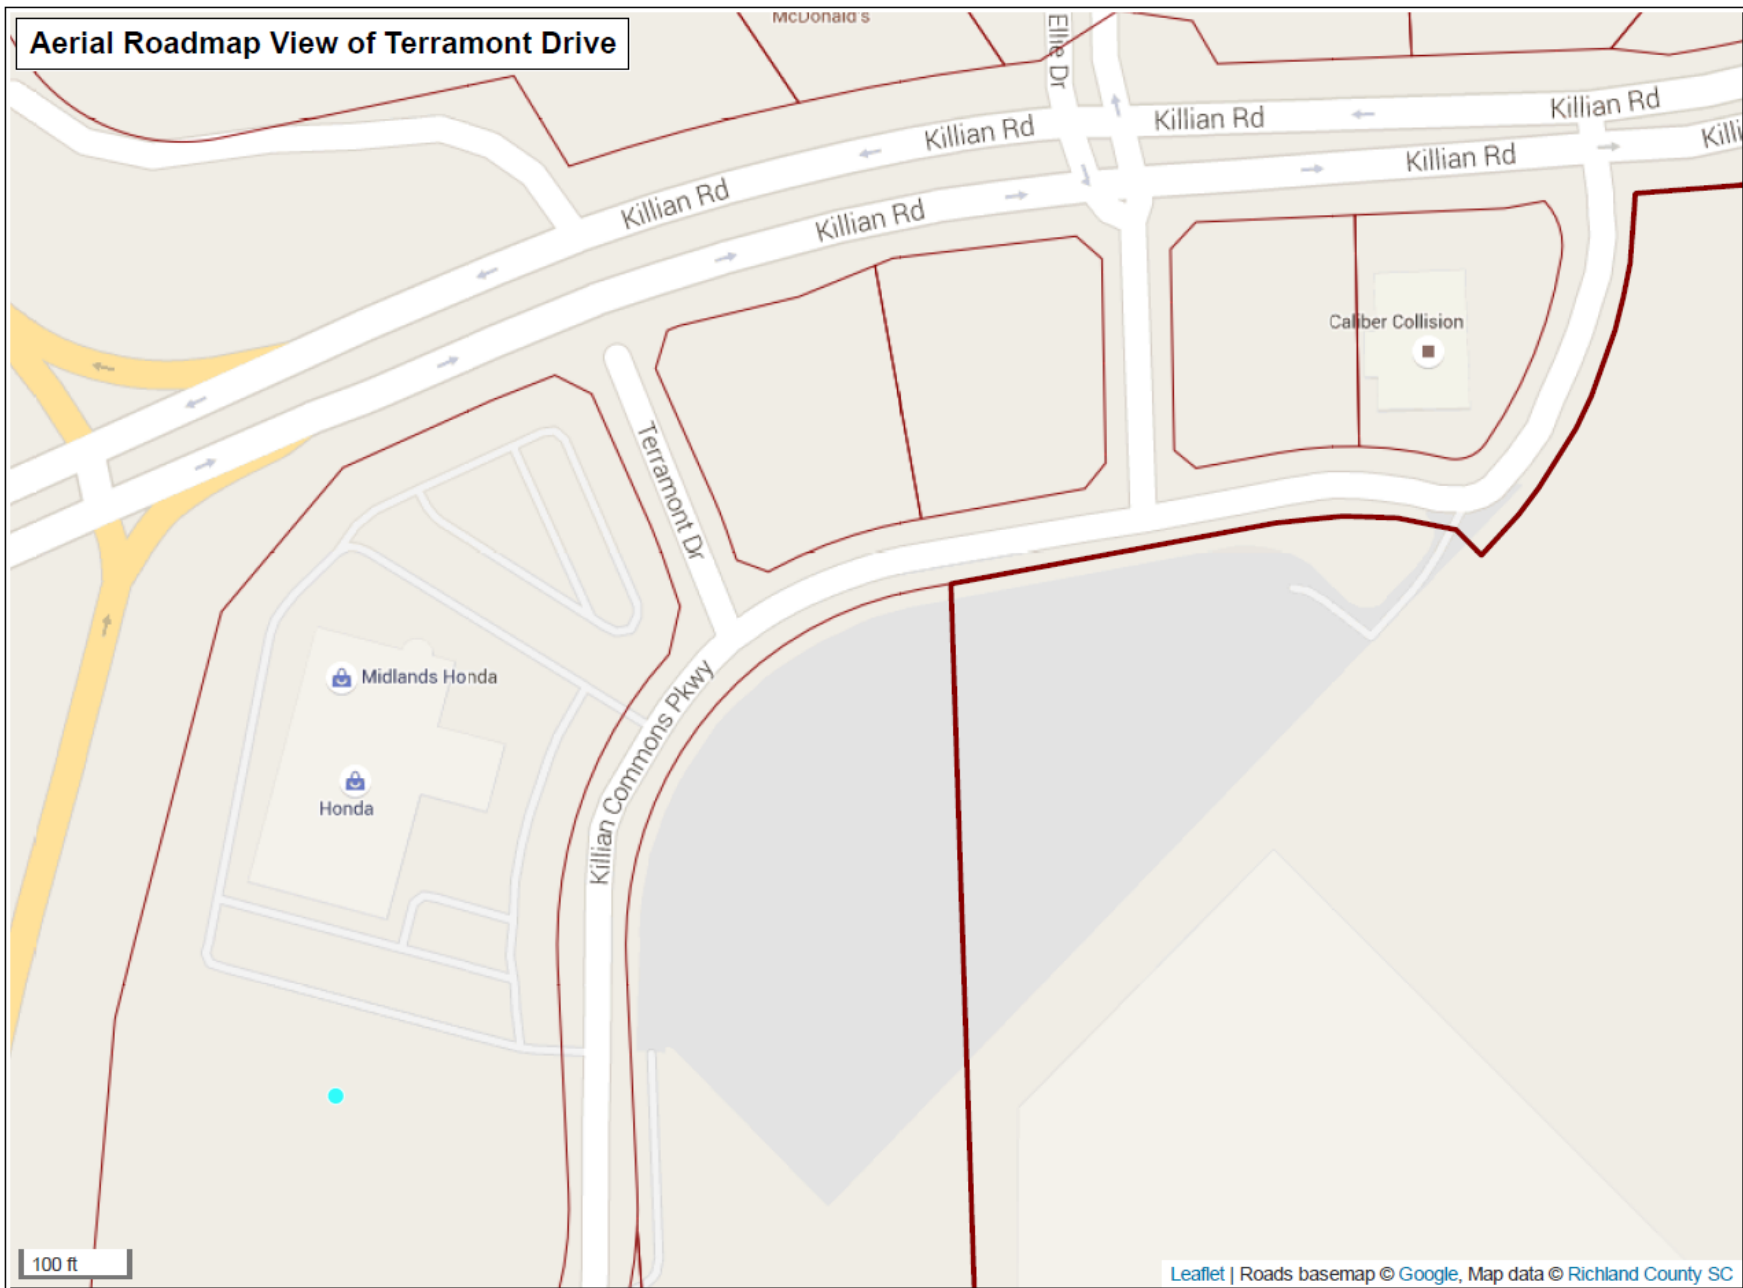 McDonald's
Aerial Roadmap View of Terramont Drive
Ellie Dr
Killian Rd
Killian Rd
Killian Rd
Killi
Killian Rd
Killian Rd
Killian Rd
Caliber Collision
Terramont Dr
Midlands Honda
Killian Commons Pkwy
Honda
100 ft
Leaflet | Roads basemap © Google, Map data © Richland County SC